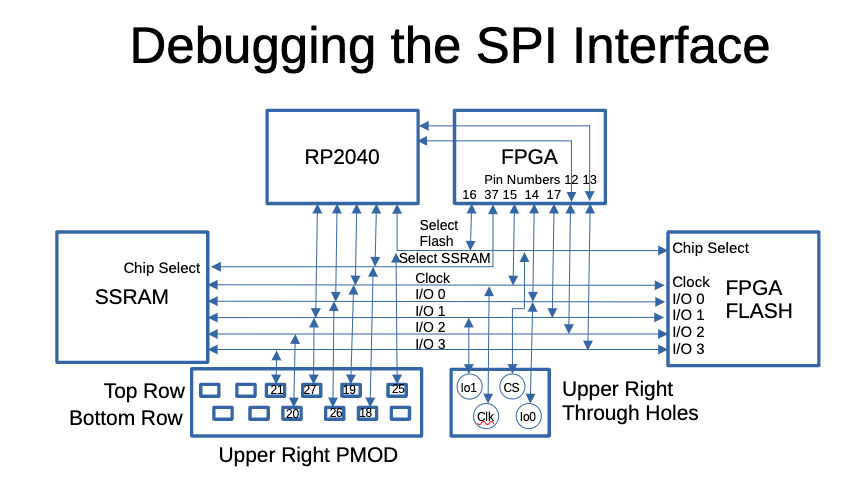 Debugging the SPI Interface
RP2040
FPGA
Pin Numbers 12 13
16 37 15 14 17
Select
Flash
Select SSRAM
Chip Select
SSRAM
Clock
I/O 0
I/O 1
I/O 2
I/O 3
Chip Select
Clock
I/O 0
I/O 1
I/O 2
I/O 3
FPGA
FLASH
Top Row
Bottom Row
21 27 19 25
20 26 18
Upper Right PMOD
Io1 CS
Clk Io0
Upper Right
Through Holes